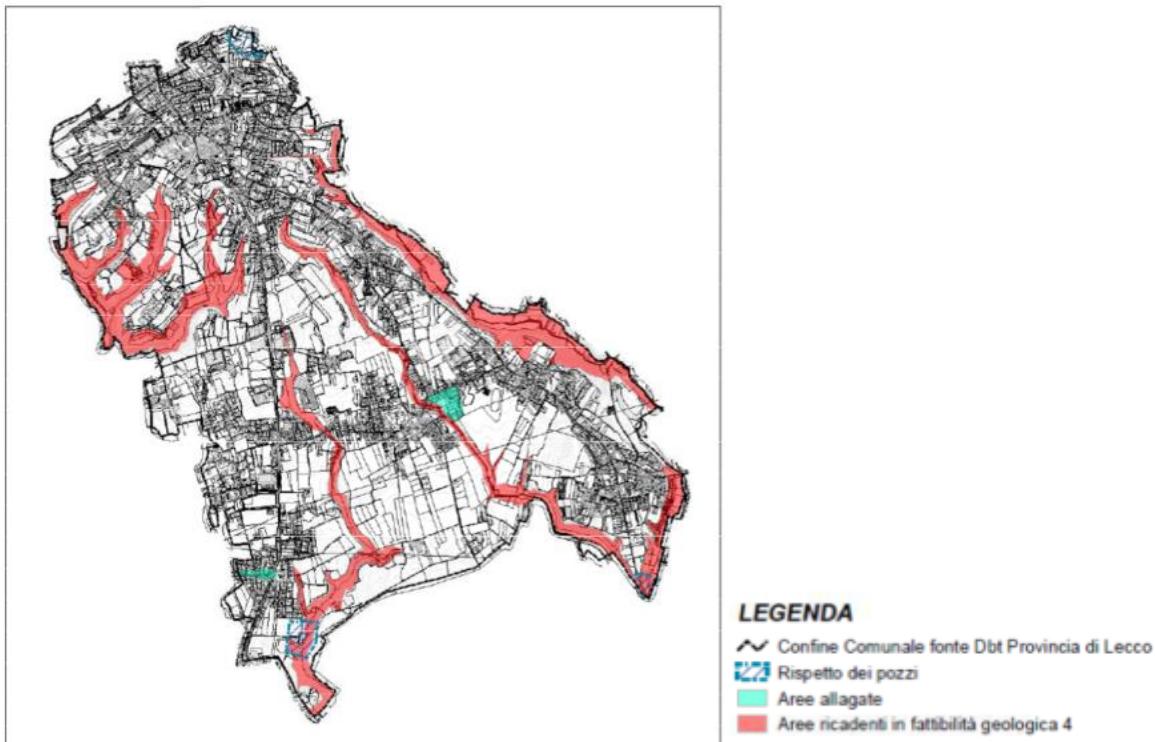 LEGENDA
Confine Comunale fonte Dbt Provincia di Lecco
Rispetto dei pozzi
Aree allagate
Aree ricadenti in fattibilità geologica 4